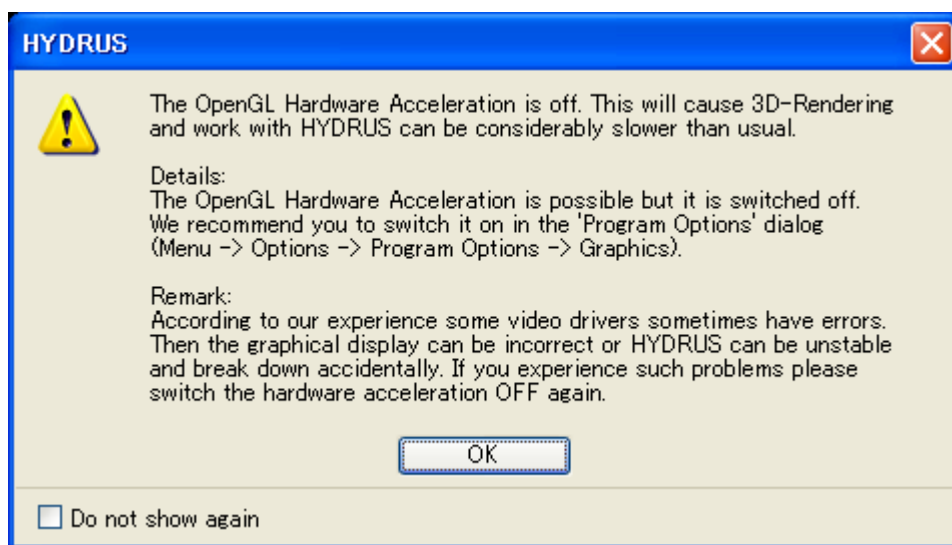 HYDRUS
The OpenGL Hardware Acceleration is off. This will cause 3D-Rendering
and work with HYDRUS can be considerably slower than usual.
Details:
The OpenGL Hardware Acceleration is possible but it is switched off.
We recommend you to switch it on in the 'Program Options' dialog
(Menu -> Options -> Program Options -> Graphics).
Remark:
According to our experience some video drivers sometimes have errors.
Then the graphical display can be incorrect or HYDRUS can be unstable
and break down accidentally. If you experience such problems please
switch the hardware acceleration OFF again.
OK
Do not show again